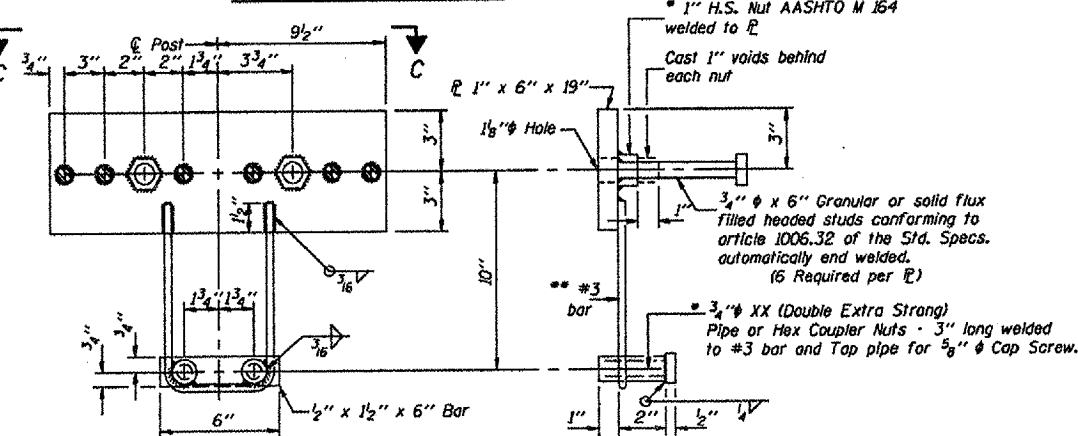 * 1" H.S. Nut AASHTO M 164
welded to ℄
Cast 1" voids behind
each nut
C
℄ Post
9½"
C
¾" 3" 2" 2" 1¾" 3¾"
℄ 1" x 6" x 19"
1⅛"ϕ Hole
3"
3"
3"
1½"
1"
¾" ϕ x 6" Granular or solid flux
filled headed studs conforming to
article 1006.32 of the Std. Specs.
automatically end welded.
(6 Required per ℄)
3/16
10"
** #3
bar
1¾" 1¾"
¾"
¾"
3/16
* ¾"ϕ XX (Double Extra Strong)
Pipe or Hex Coupler Nuts - 3" long welded
to #3 bar and Tap pipe for ⅝" ϕ Cap Screw.
½" x 1½" x 6" Bar
6"
1" 2" ½"
¼